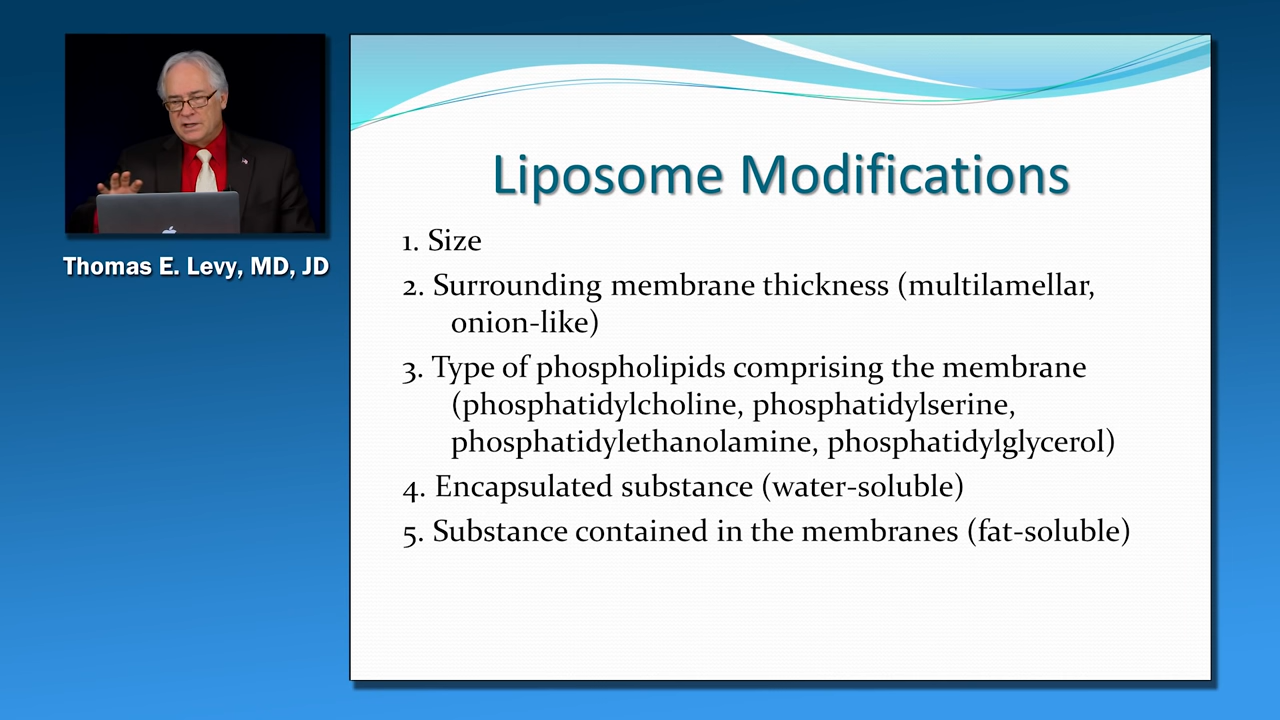 Thomas E. Levy, MD, JD
Liposome Modifications
1. Size
2. Surrounding membrane thickness (multilamellar,
onion-like)
3. Type of phospholipids comprising the membrane
(phosphatidylcholine, phosphatidylserine,
phosphatidylethanolamine, phosphatidylglycerol)
4. Encapsulated substance (water-soluble)
5. Substance contained in the membranes (fat-soluble)